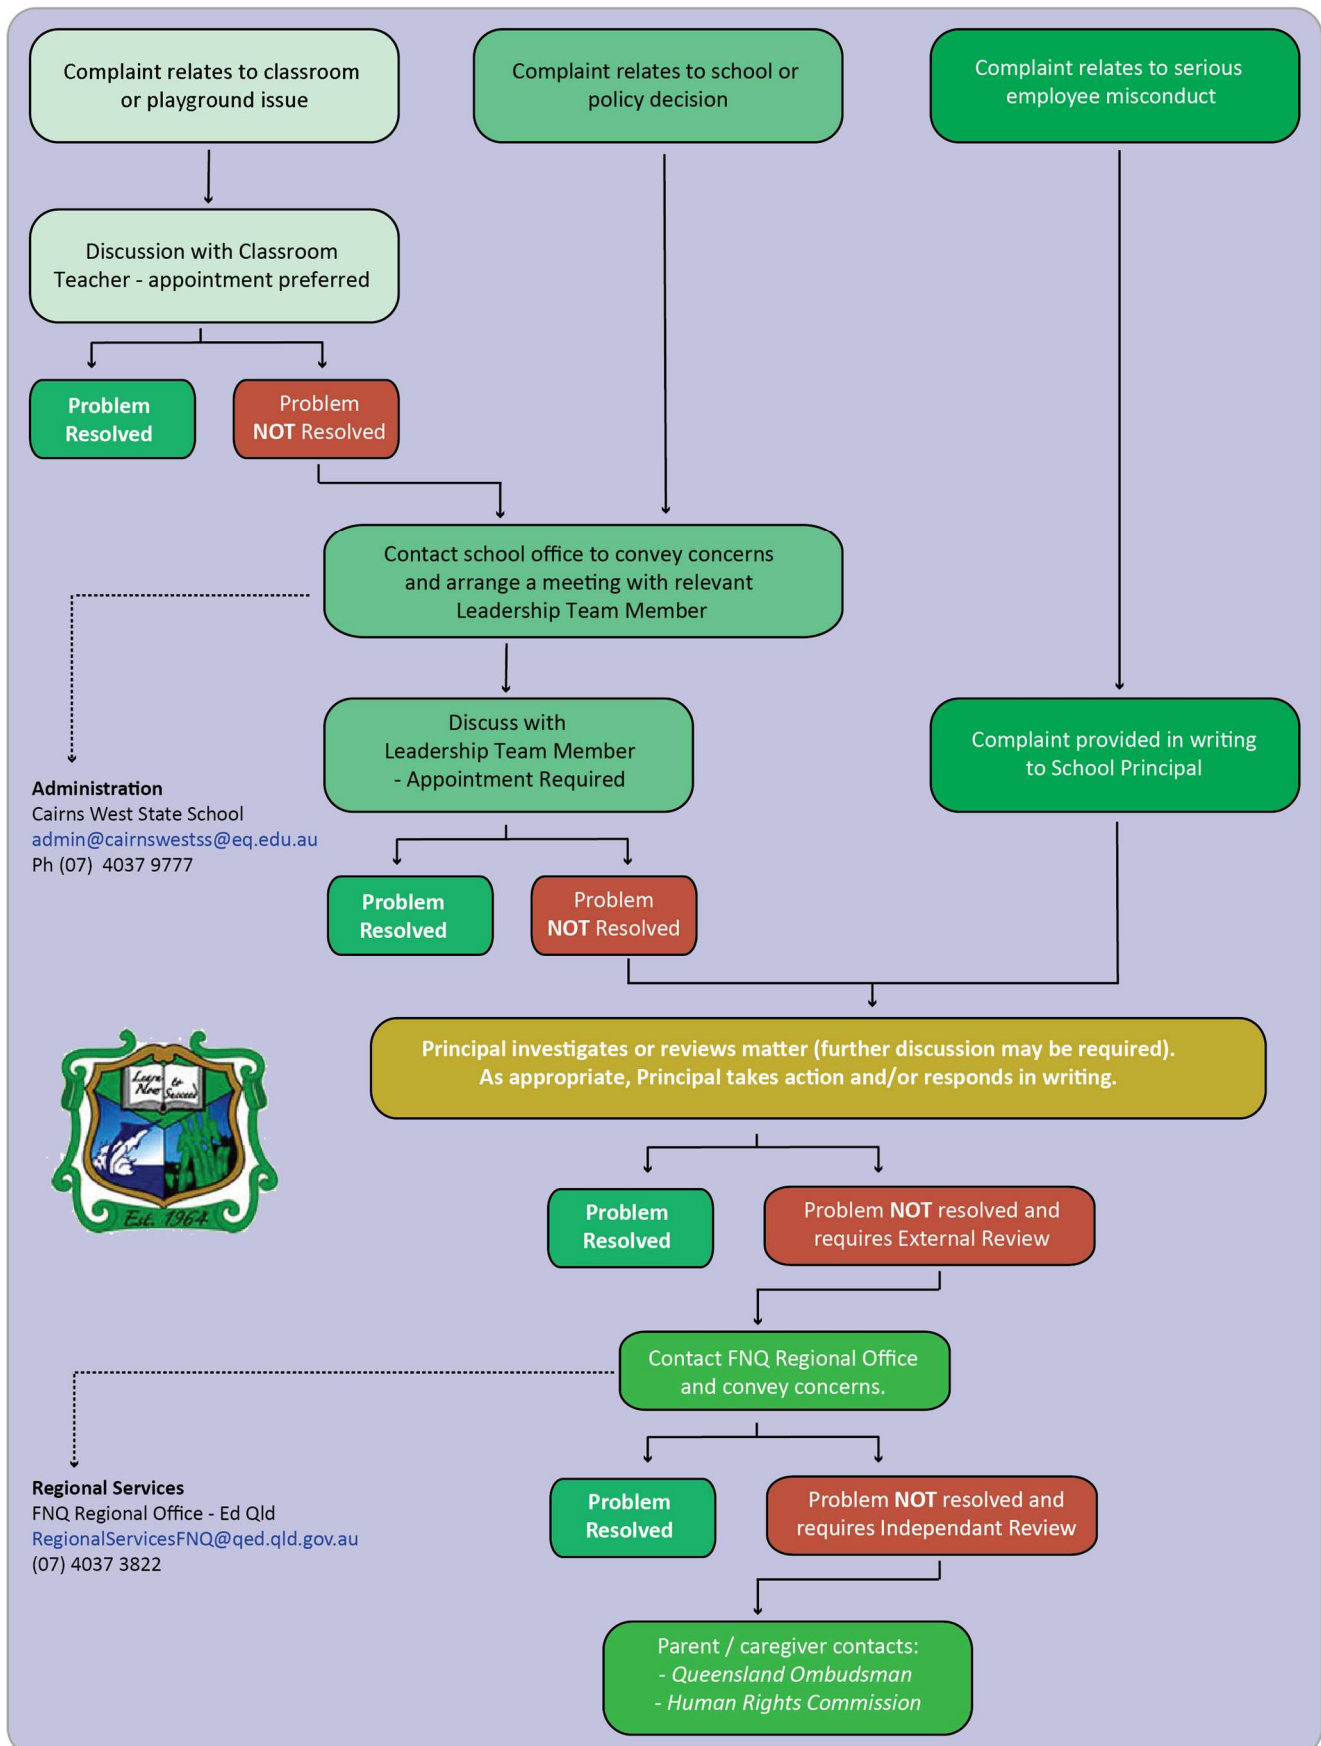 Complaint relates to classroom
or playground issue
Complaint relates to school or
policy decision
Complaint relates to serious
employee misconduct
Discussion with Classroom
Teacher - appointment preferred
Problem
Resolved
Problem
NOT Resolved
Contact school office to convey concerns
and arrange a meeting with relevant
Leadership Team Member
Discuss with
Leadership Team Member
- Appointment Required
Complaint provided in writing
to School Principal
Administration
Cairns West State School
admin@cairnswestss@eq.edu.au
Ph (07)  4037 9777
Problem
Resolved
Problem
NOT Resolved
Principal investigates or reviews matter (further discussion may be required).
As appropriate, Principal takes action and/or responds in writing.
Learn to
Now Succeed
Est. 1964
Problem
Resolved
Problem NOT resolved and
requires External Review
Contact FNQ Regional Office
and convey concerns.
Regional Services
FNQ Regional Office - Ed Qld
RegionalServicesFNQ@qed.qld.gov.au
(07) 4037 3822
Problem
Resolved
Problem NOT resolved and
requires Independant Review
Parent / caregiver contacts:
- Queensland Ombudsman
- Human Rights Commission